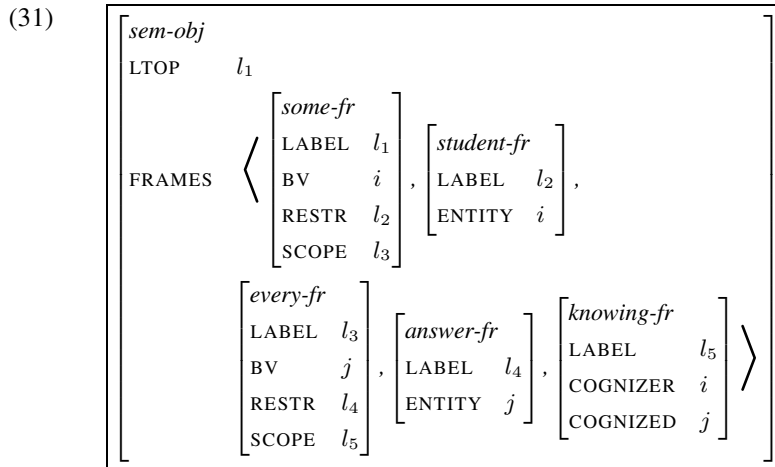 (31)
sem-obj
LTOP l1
FRAMES ⟨ [some-fr LABEL l1 BV i RESTR l2 SCOPE l3], [student-fr LABEL l2 ENTITY i],
[every-fr LABEL l3 BV j RESTR l4 SCOPE l5], [answer-fr LABEL l4 ENTITY j], [knowing-fr LABEL l5 COGNIZER i COGNIZED j] ⟩